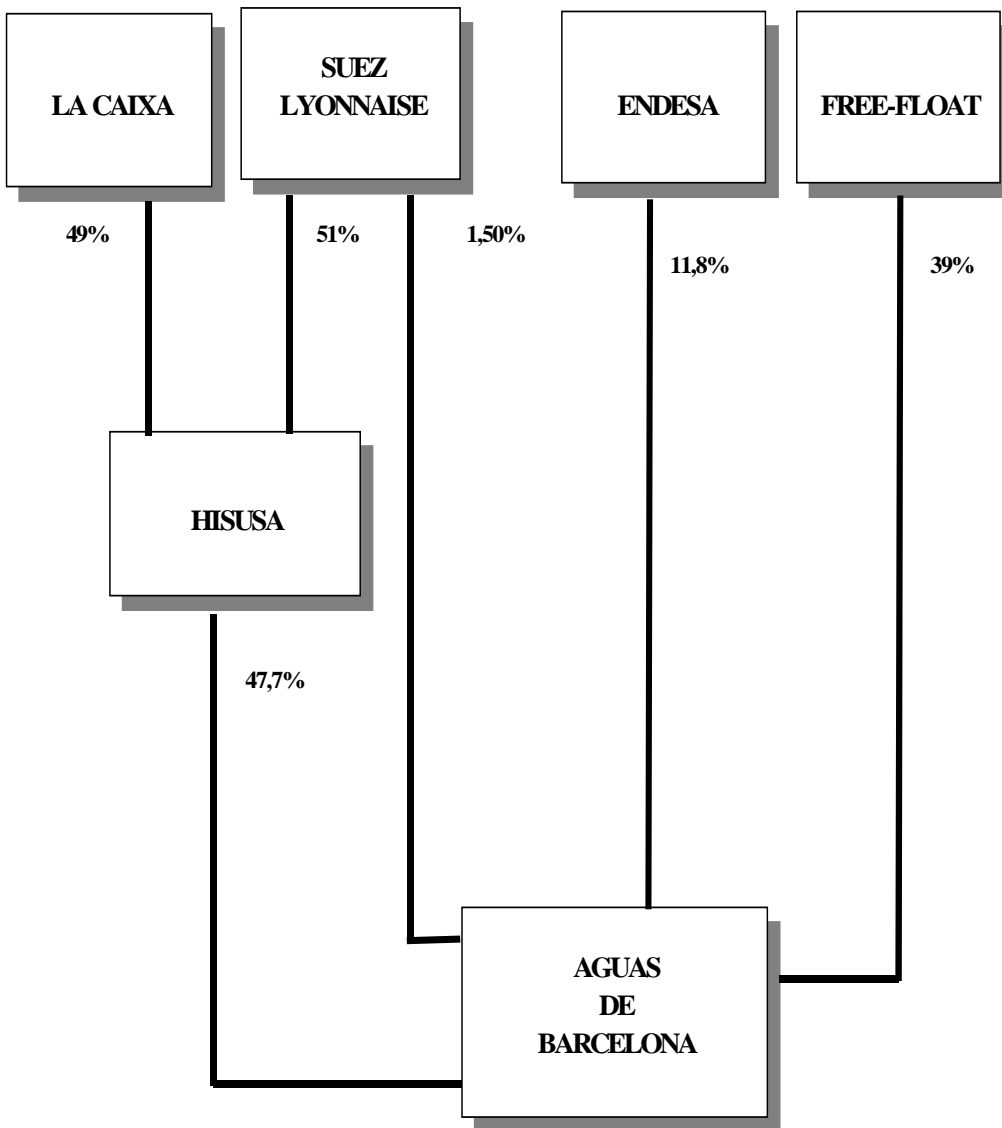 LA CAIXA
SUEZ
LYONNAISE
ENDESA
FREE-FLOAT
49%
51%
1,50%
11,8%
39%
HISUSA
47,7%
AGUAS
DE
BARCELONA